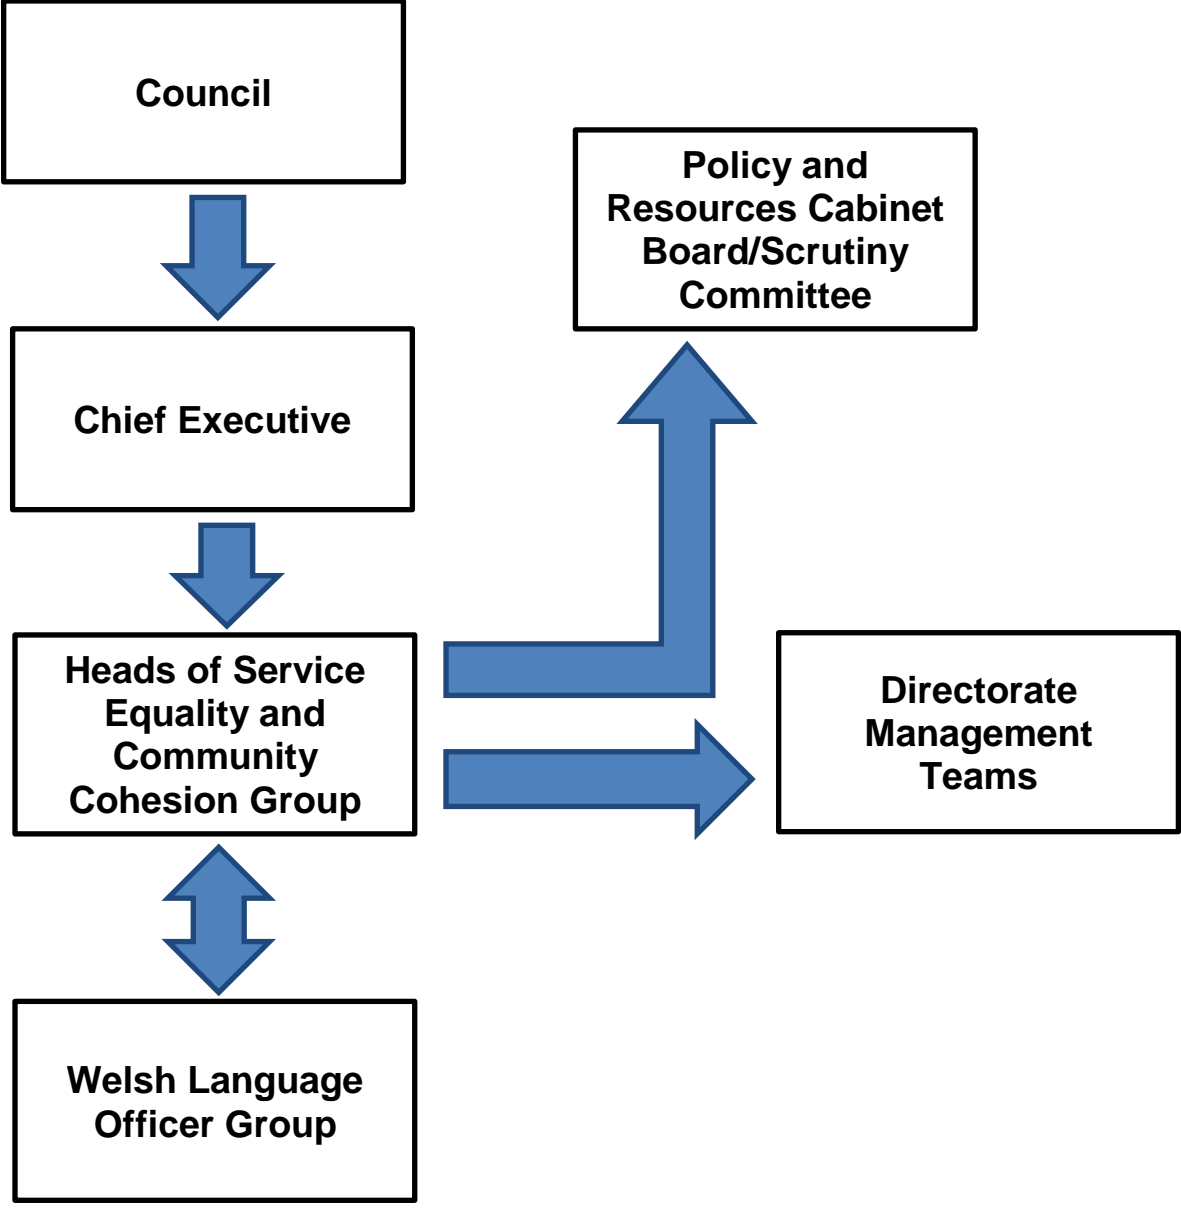 Council
Policy and
Resources Cabinet
Board/Scrutiny
Committee
Chief Executive
Heads of Service
Equality and
Community
Cohesion Group
Directorate
Management
Teams
Welsh Language
Officer Group